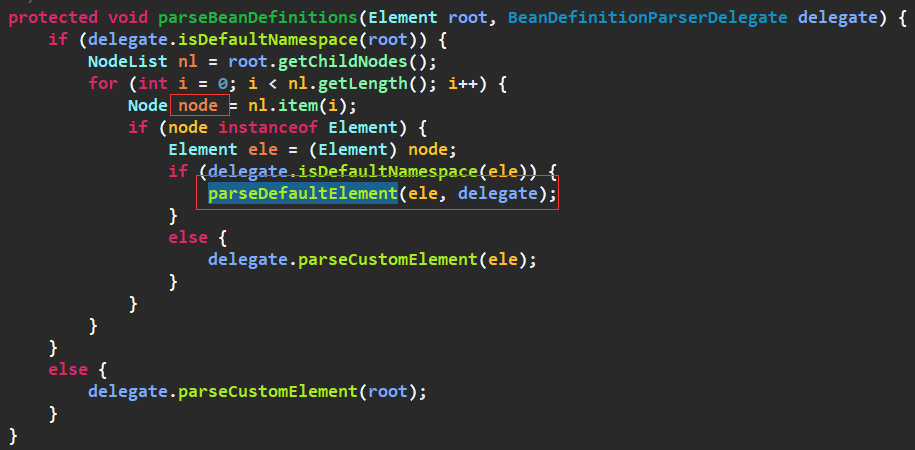 protected void parseBeanDefinitions(Element root, BeanDefinitionParserDelegate delegate) {
    if (delegate.isDefaultNamespace(root)) {
        NodeList nl = root.getChildNodes();
        for (int i = 0; i < nl.getLength(); i++) {
            Node node = nl.item(i);
            if (node instanceof Element) {
                Element ele = (Element) node;
                if (delegate.isDefaultNamespace(ele)) {
                    parseDefaultElement(ele, delegate);
                }
                else {
                    delegate.parseCustomElement(ele);
                }
            }
        }
    }
    else {
        delegate.parseCustomElement(root);
    }
}